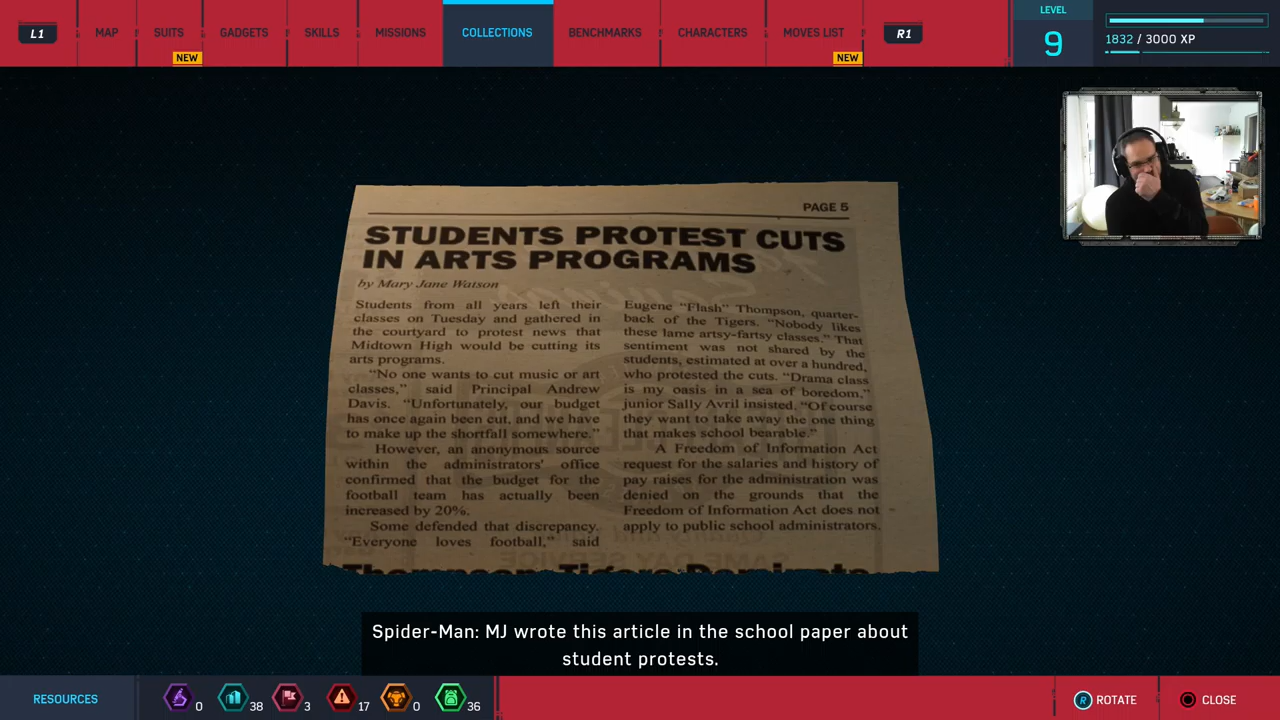 L1
MAP
SUITS
NEW
GADGETS
SKILLS
MISSIONS
COLLECTIONS
BENCHMARKS
CHARACTERS
MOVES LIST
NEW
R1
LEVEL
9
1832 / 3000 XP
PAGE 5
STUDENTS PROTEST CUTS
IN ARTS PROGRAMS
by Mary Jane Watson
Students from all years left their
classes on Tuesday and gathered in
the courtyard to protest news that
Midtown High would be cutting its
arts programs.
"No one wants to cut music or art
classes," said Principal Andrew
Davis. "Unfortunately, our budget
has once again been cut, and we have
to make up the shortfall somewhere."
However, an anonymous source
within the administrators' office
confirmed that the budget for the
football team has actually been
increased by 20%.
Some defended that discrepancy.
"Everyone loves football," said
Eugene "Flash" Thompson, quarter-
back of the Tigers. "Nobody likes
these lame artsy-fartsy classes." That
sentiment was not shared by the
students, estimated at over a hundred,
who protested the cuts. "Drama class
is my oasis in a sea of boredom,"
junior Sally Avril insisted. "Of course
they want to take away the one thing
that makes school bearable."
A Freedom of Information Act
request for the salaries and history of
pay raises for the administration was
denied on the grounds that the
Freedom of Information Act does not
apply to public school administrators.
Thompson, Tigers Dominate
Spider-Man: MJ wrote this article in the school paper about
student protests.
RESOURCES
0
38
3
17
0
36
R ROTATE
CLOSE